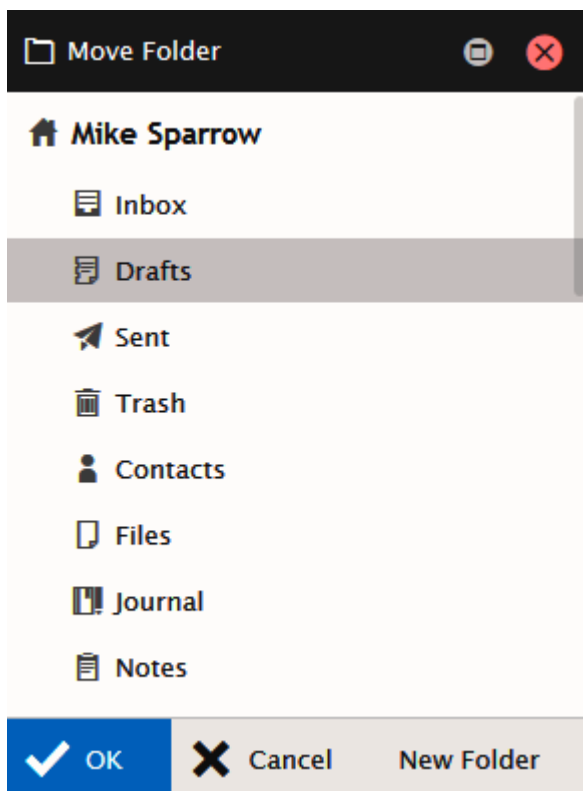 Move Folder
Mike Sparrow
Inbox
Drafts
Sent
Trash
Contacts
Files
Journal
Notes
OK Cancel New Folder